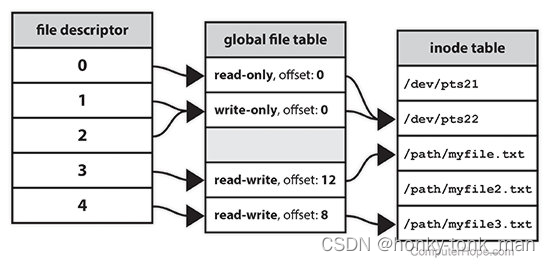 file descriptor
0
1
2
3
4
global file table
read-only, offset: 0
write-only, offset: 0
read-write, offset: 12
read-write, offset: 8
inode table
/dev/pts21
/dev/pts22
/path/myfile.txt
/path/myfile2.txt
/path/myfile3.txt
CSDN @honky-tonk_man
ComputerHope.com